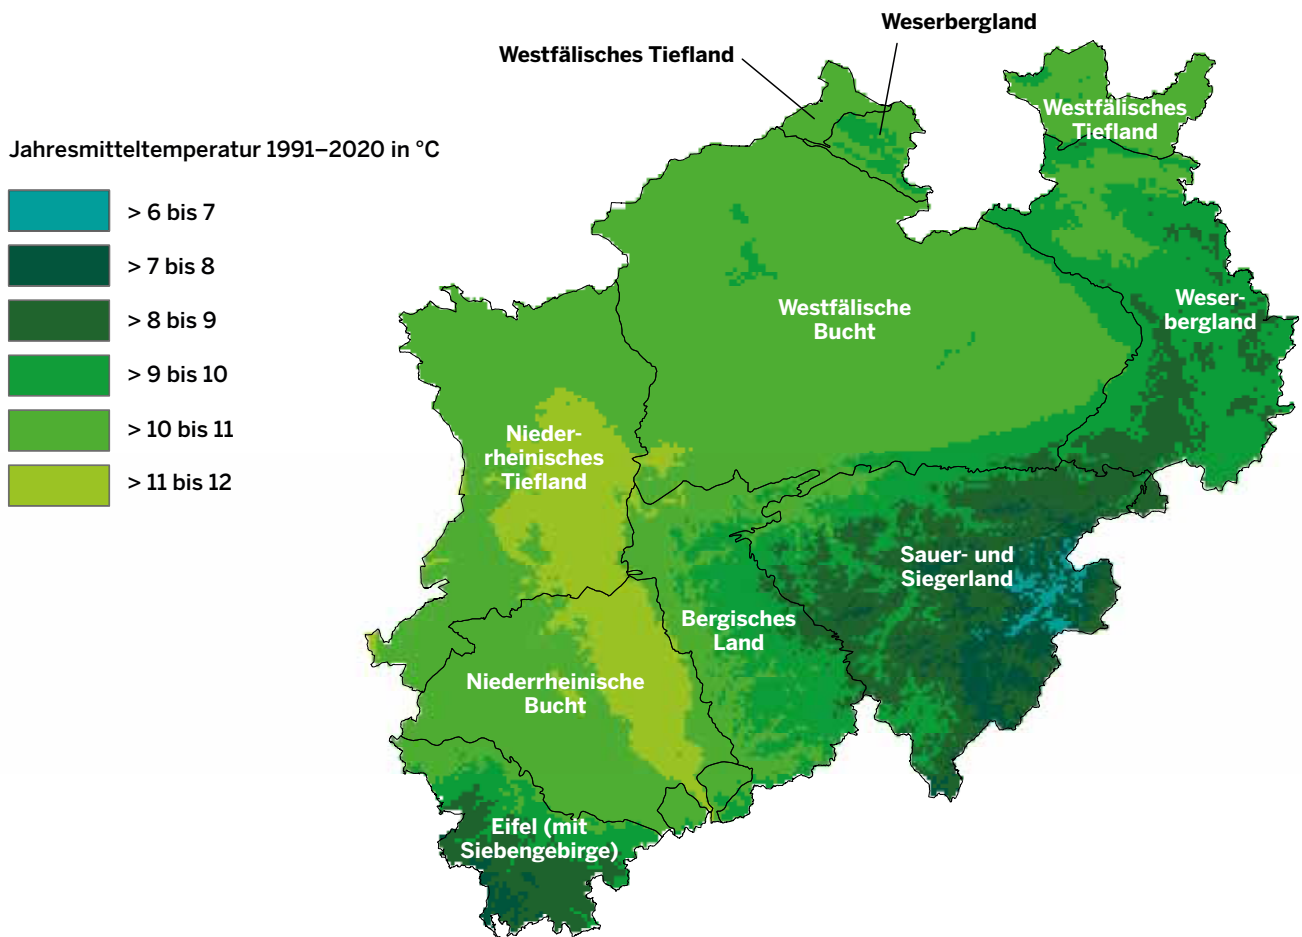 Weserbergland
Westfälisches Tiefland
Westfälisches
Tiefland
Jahresmitteltemperatur 1991–2020 in °C
> 6 bis 7
> 7 bis 8
> 8 bis 9
> 9 bis 10
> 10 bis 11
> 11 bis 12
Westfälische
Bucht
Weser-
bergland
Nieder-
rheinisches
Tiefland
Sauer- und
Siegerland
Bergisches
Land
Niederrheinische
Bucht
Eifel (mit
Siebengebirge)